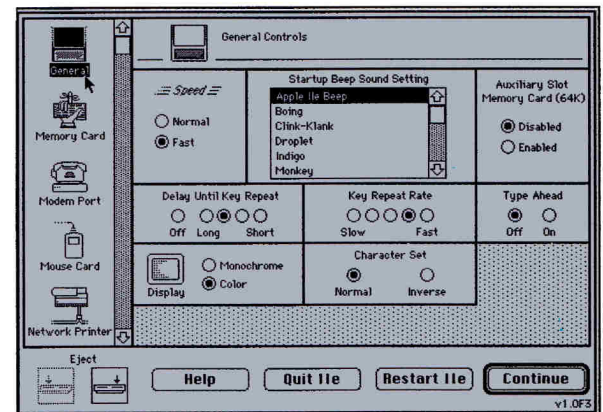 General
Memory Card
Modem Port
Mouse Card
Network Printer
General Controls
Speed
Normal
Fast
Startup Beep Sound Setting
Apple IIe Beep
Boing
Clink-Klank
Droplet
Indigo
Monkey
Auxiliary Slot
Memory Card (64K)
Disabled
Enabled
Delay Until Key Repeat
Off Long Short
Key Repeat Rate
Slow Fast
Type Ahead
Off On
Display
Monochrome
Color
Character Set
Normal Inverse
Eject
Help
Quit IIe
Restart IIe
Continue
v1.0F3